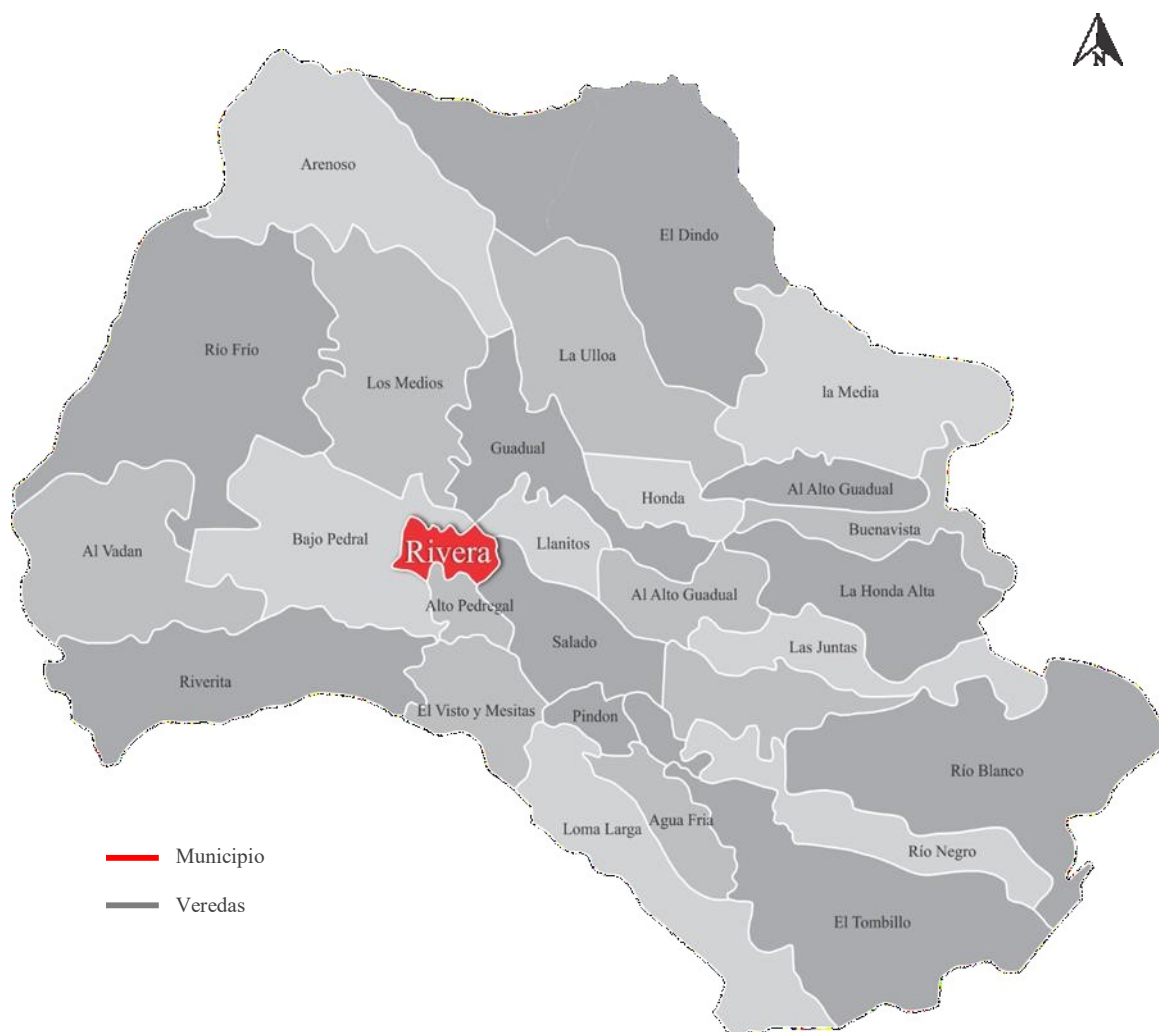 N
Arenoso
El Dindo
Río Frío
La Ulloa
Los Medios
la Media
Guadual
Al Alto Guadual
Honda
Buenavista
Al Vadan
Bajo Pedral
Rivera
Llanitos
Al Alto Guadual
La Honda Alta
Alto Pedregal
Salado
Las Juntas
Riverita
El Visto y Mesitas
Pindon
Río Blanco
Loma Larga
Agua Fria
Río Negro
Municipio
Veredas
El Tombillo